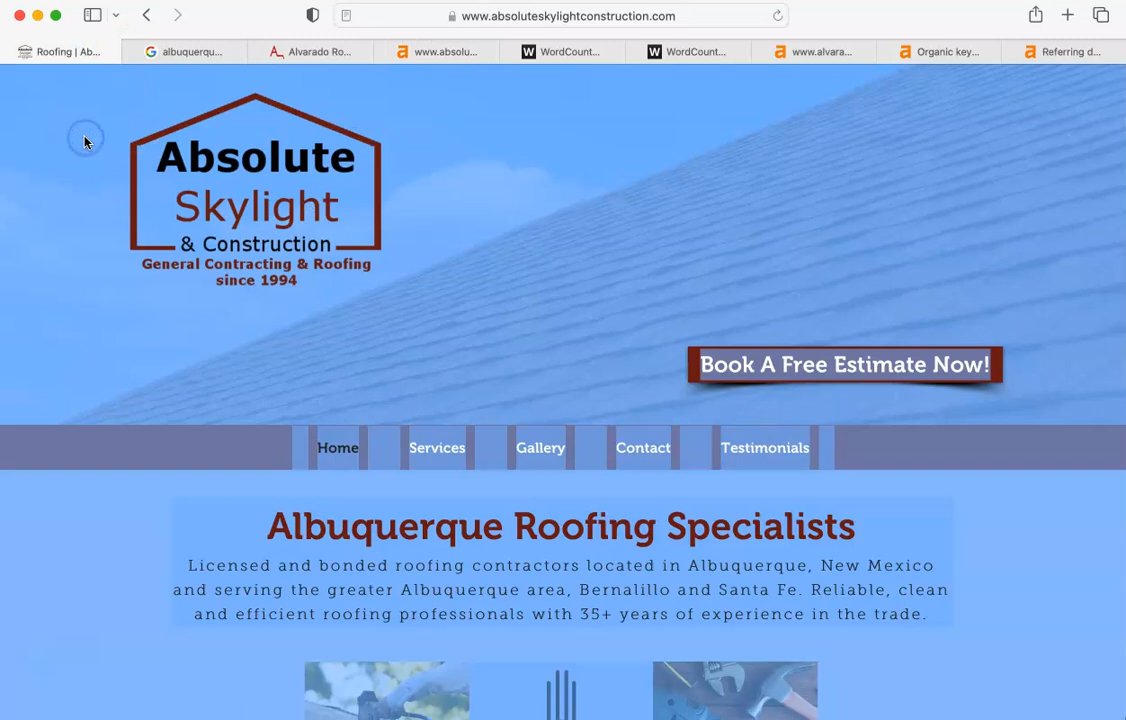 www.absoluteskylightconstruction.com
Roofing | Ab...
albuquerqu...
Alvarado Ro...
www.absolu...
WordCount...
WordCount...
www.alvara...
Organic key...
Referring d...
Absolute
Skylight
& Construction
General Contracting & Roofing
since 1994
Book A Free Estimate Now!
Home Services Gallery Contact Testimonials
Albuquerque Roofing Specialists
Licensed and bonded roofing contractors located in Albuquerque, New Mexico
and serving the greater Albuquerque area, Bernalillo and Santa Fe. Reliable, clean
and efficient roofing professionals with 35+ years of experience in the trade.